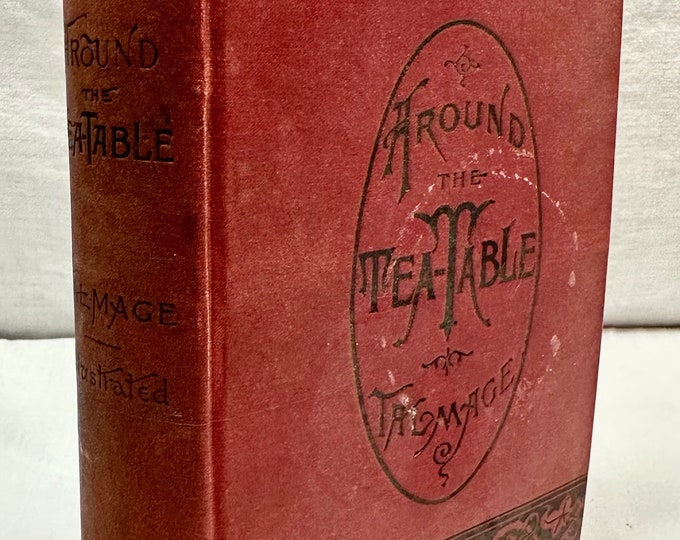 AROUND
THE
TEA-TABLE
TALMAGE
Illustrated
AROUND
THE
TEA-TABLE
TALMAGE